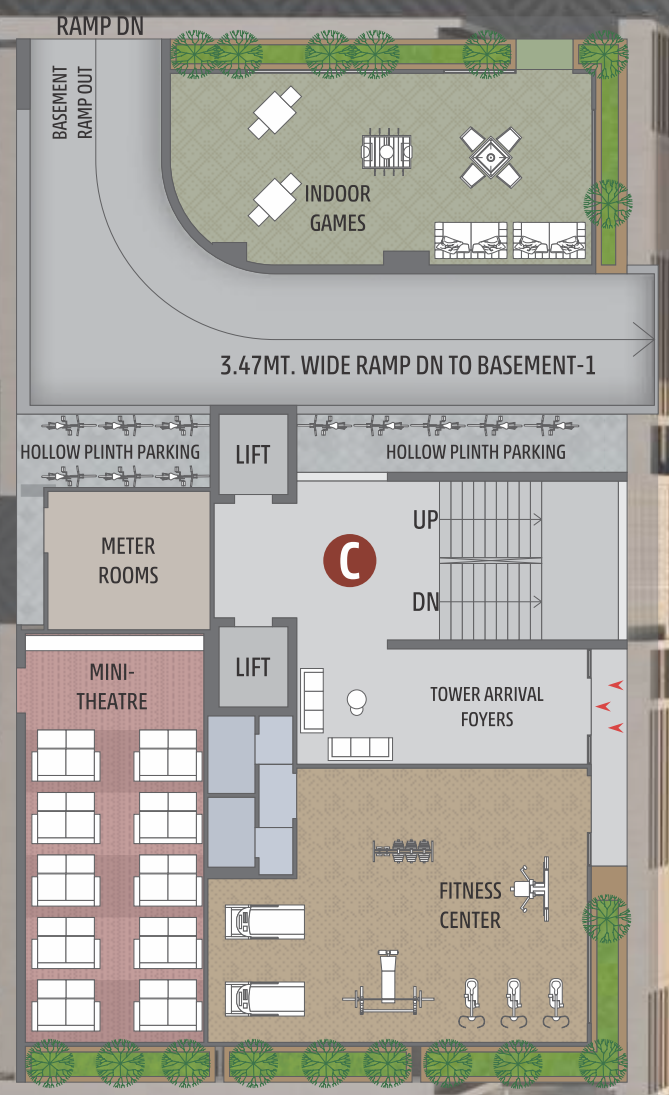 RAMP DN
BASEMENT
RAMP OUT
INDOOR
GAMES
3.47MT. WIDE RAMP DN TO BASEMENT-1
HOLLOW PLINTH PARKING
LIFT
HOLLOW PLINTH PARKING
UP
METER
ROOMS
C
DN
LIFT
MINI-
THEATRE
TOWER ARRIVAL
FOYERS
FITNESS
CENTER